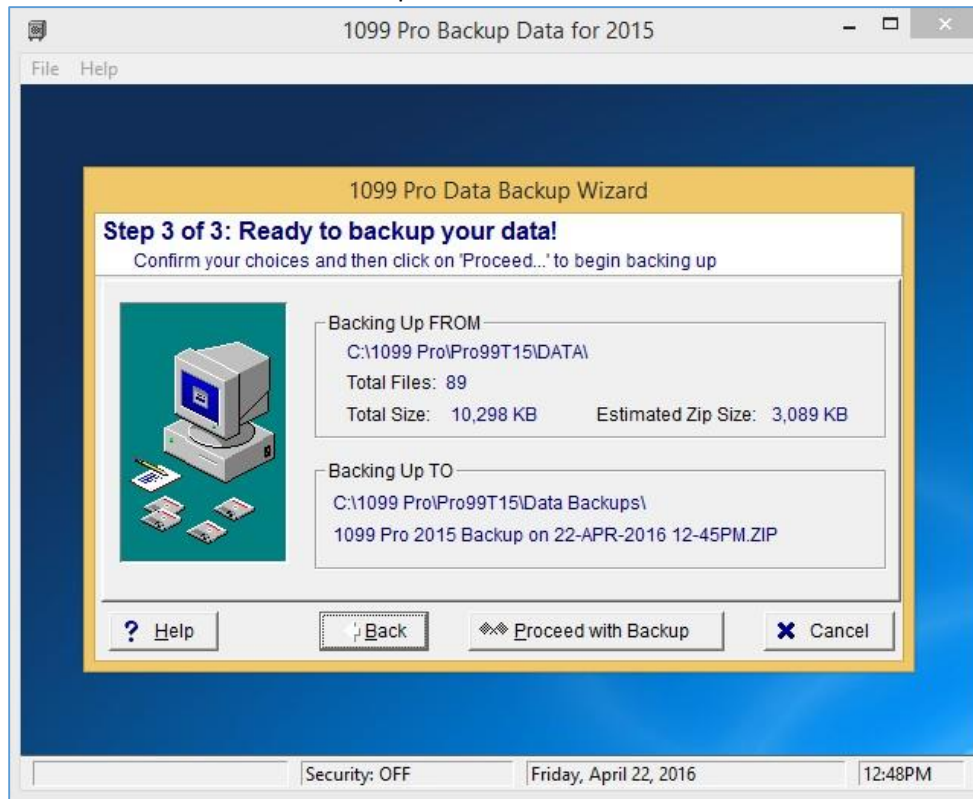 1099 Pro Backup Data for 2015
File Help
1099 Pro Data Backup Wizard
Step 3 of 3: Ready to backup your data!
Confirm your choices and then click on 'Proceed...' to begin backing up
Backing Up FROM
C:\1099 Pro\Pro99T15\DATA\
Total Files: 89
Total Size: 10,298 KB Estimated Zip Size: 3,089 KB
Backing Up TO
C:\1099 Pro\Pro99T15\Data Backups\
1099 Pro 2015 Backup on 22-APR-2016 12-45PM.ZIP
? Help Back Proceed with Backup Cancel
Security: OFF Friday, April 22, 2016 12:48PM